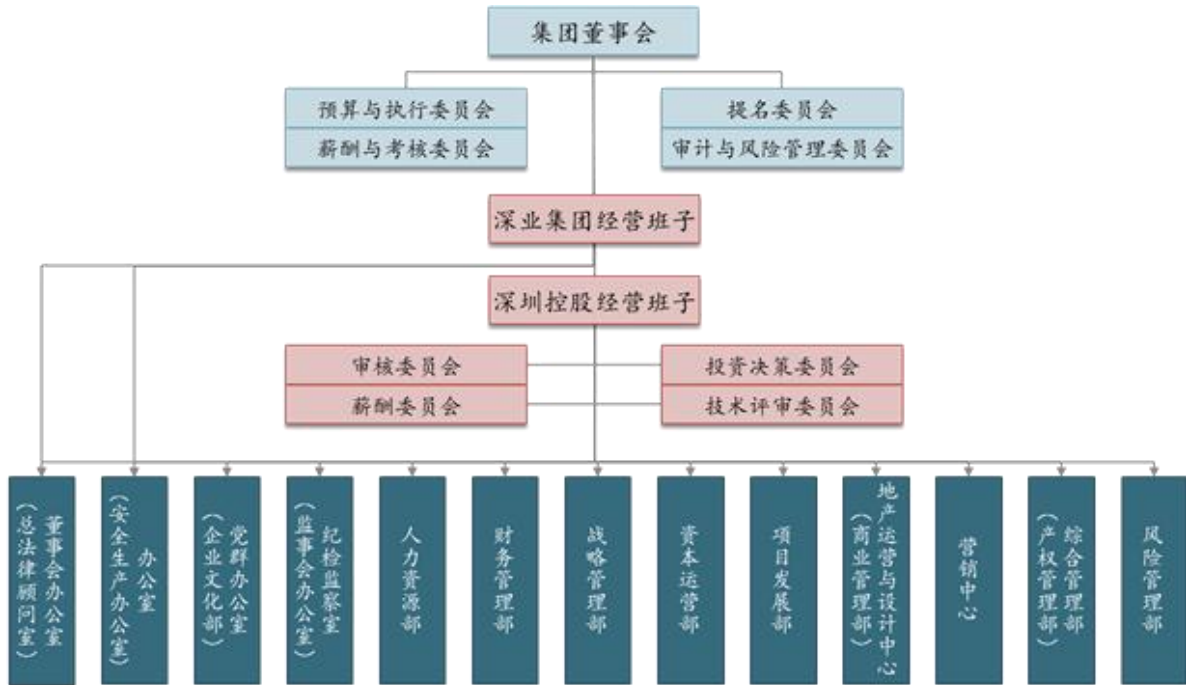 集团董事会
预算与执行委员会
薪酬与考核委员会
提名委员会
审计与风险管理委员会
深业集团经营班子
深圳控股经营班子
审核委员会
薪酬委员会
投资决策委员会
技术评审委员会
董事会办公室
(总法律顾问室)
办公室
(安全生产办公室)
党群办公室
(企业文化部)
纪检监察室
(监事会办公室)
人力资源部
财务管理部
战略管理部
资本运营部
项目发展部
地产运营与设计中心
(商业管理部)
营销中心
综合管理部
(产权管理部)
风险管理部